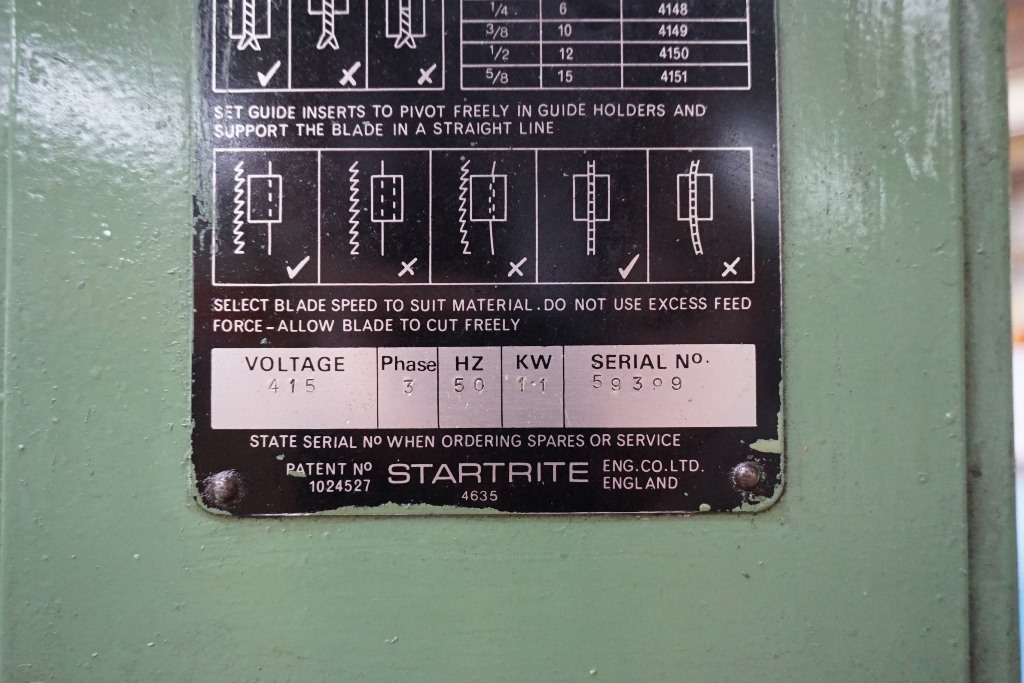 1/4 6 4148
3/8 10 4149
1/2 12 4150
5/8 15 4151
SET GUIDE INSERTS TO PIVOT FREELY IN GUIDE HOLDERS AND
SUPPORT THE BLADE IN A STRAIGHT LINE
SELECT BLADE SPEED TO SUIT MATERIAL. DO NOT USE EXCESS FEED
FORCE - ALLOW BLADE TO CUT FREELY
VOLTAGE Phase HZ KW SERIAL No.
415 3 50 1·1 59309
STATE SERIAL No WHEN ORDERING SPARES OR SERVICE
PATENT No 1024527 STARTRITE ENG.CO.LTD. ENGLAND
4635